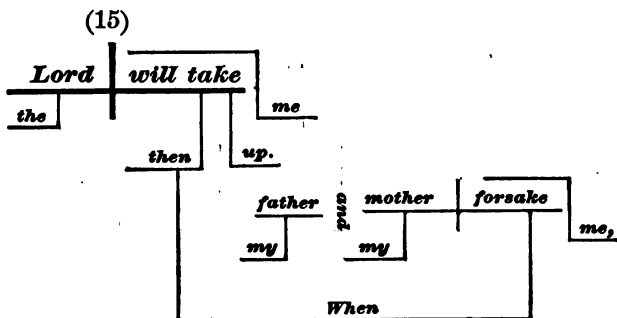 (15)
Lord will take
the me
then up.
father and mother forsake
my my me,
When